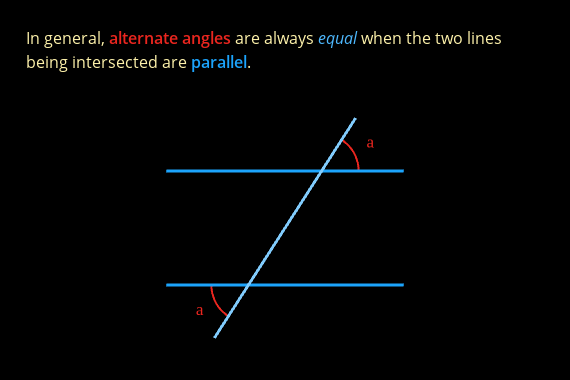 In general, alternate angles are always equal when the two lines
being intersected are parallel.
a
a